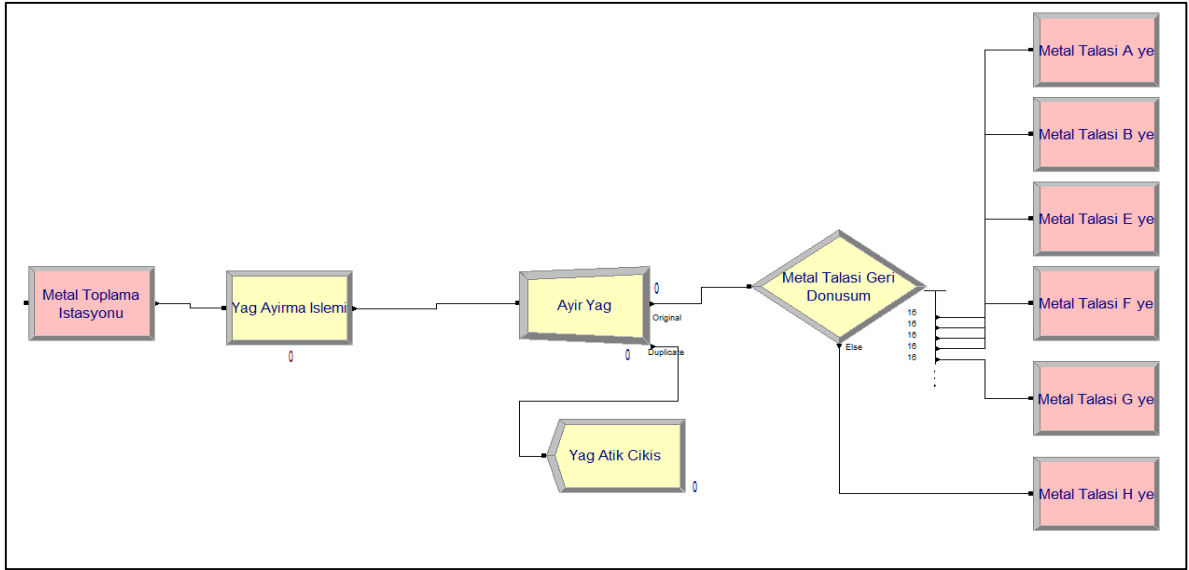 Metal Toplama
Istasyonu
0
Yag Ayirma Islemi
0
Ayir Yag
0
Original
0
Duplicate
Yag Atik Cikis
0
Metal Talasi Geri
Donusum
16
16
16
16
16
Else
Metal Talasi A ye
Metal Talasi B ye
Metal Talasi E ye
Metal Talasi F ye
Metal Talasi G ye
Metal Talasi H ye